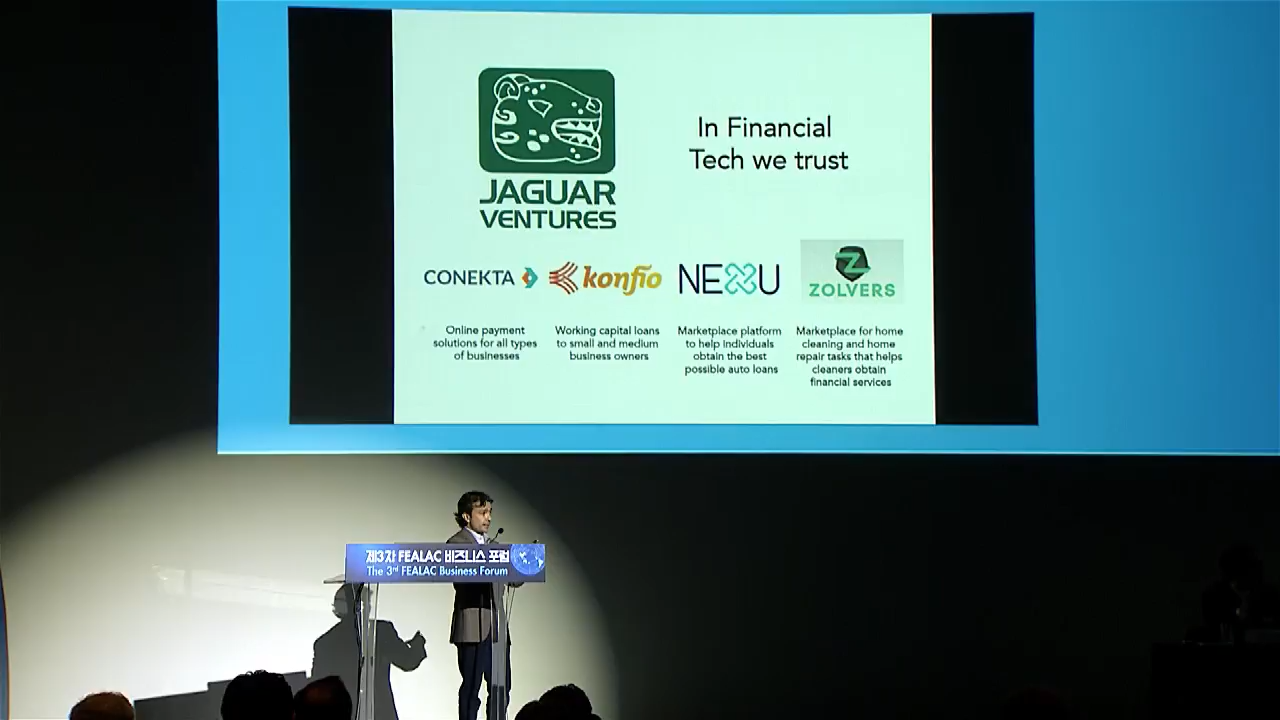 JAGUAR
VENTURES
In Financial
Tech we trust
CONEKTA
konfío
NEXU
Z
ZOLVERS
Online payment
solutions for all types
of businesses
Working capital loans
to small and medium
business owners
Marketplace platform
to help individuals
obtain the best
possible auto loans
Marketplace for home
cleaning and home
repair tasks that helps
cleaners obtain
financial services
제3차 FEALAC 비즈니스 포럼
The 3rd FEALAC Business Forum